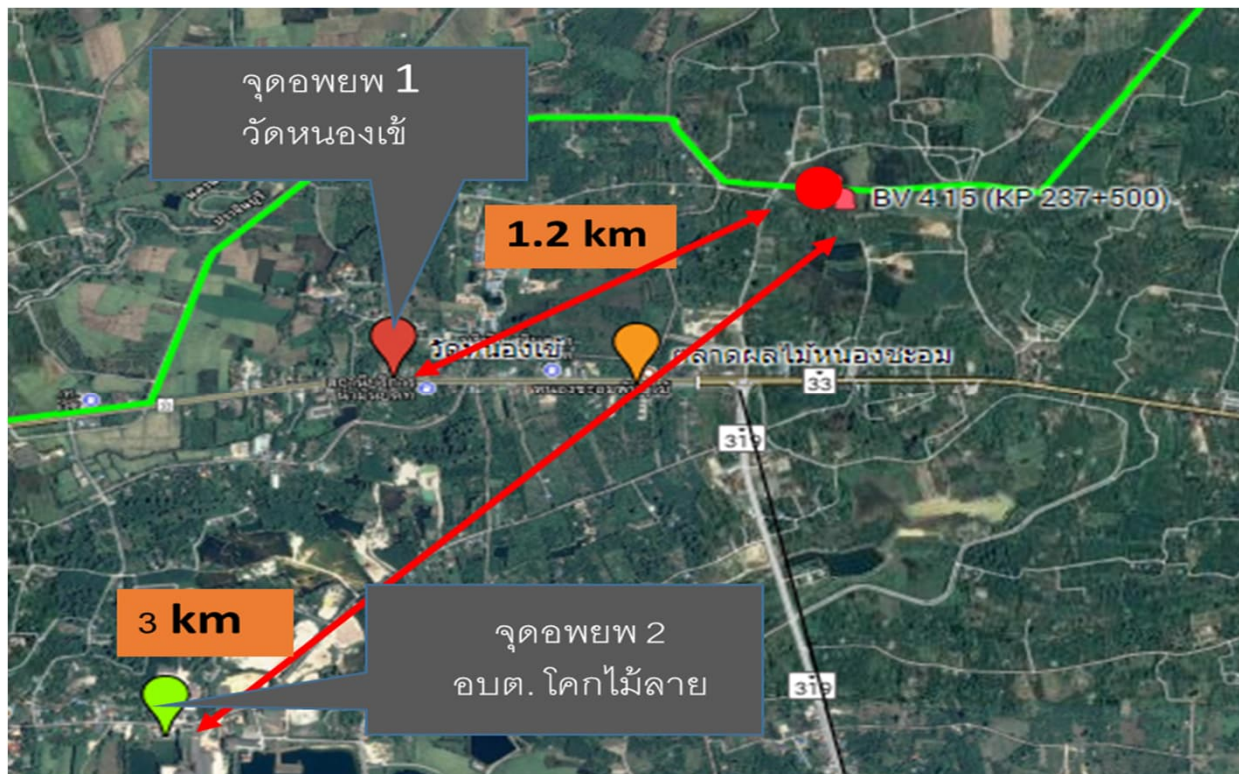 จุดอพยพ 1
วัดหนองเข้
1.2 km
BV 4.15 (KP 237+500)
วัดหนองเข้
ตลาดผลไม้หนองชะอม
33
33
319
3 km
จุดอพยพ 2
อบต. โคกไม้ลาย
319